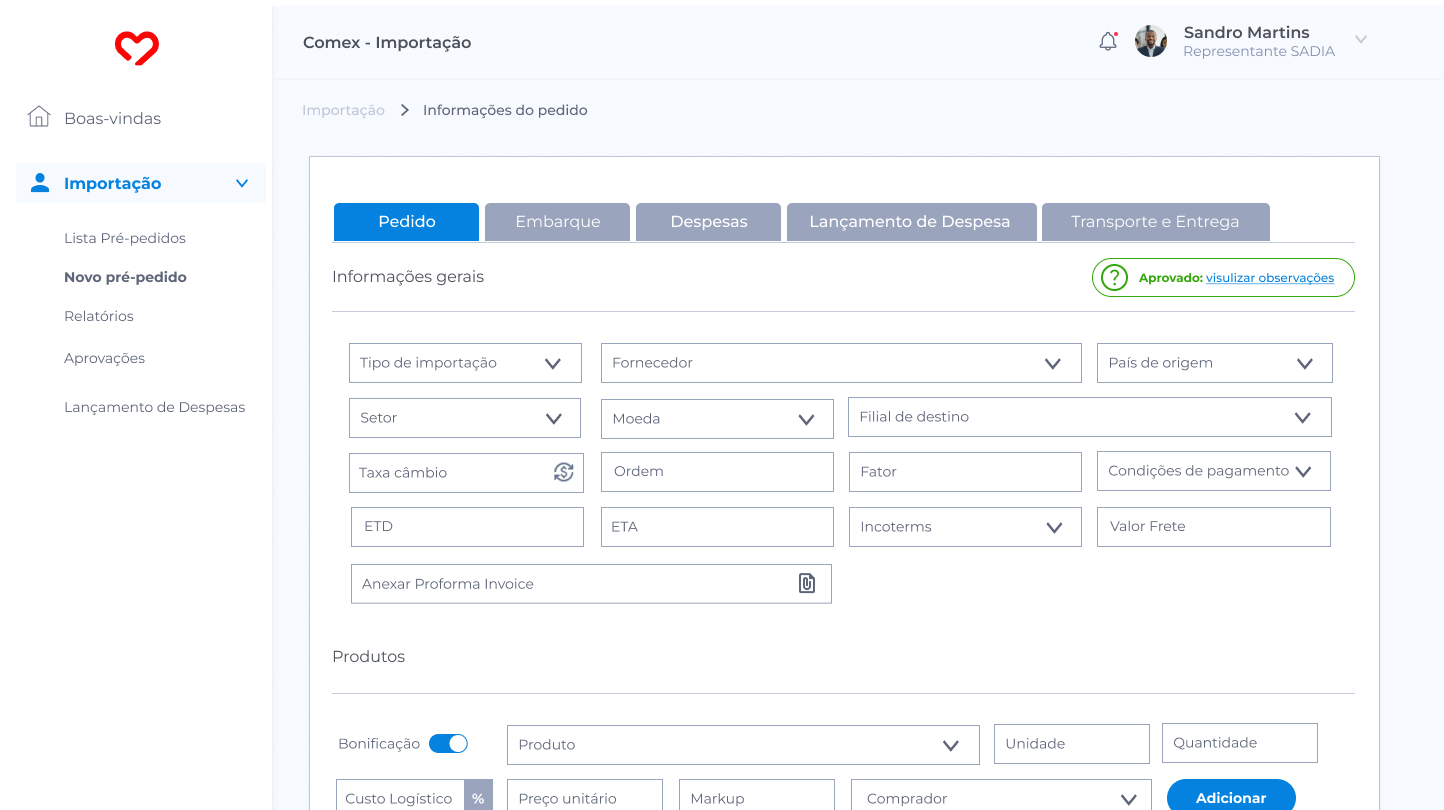 Comex - Importação
Sandro Martins
Representante SADIA
Boas-vindas
Importação
Lista Pré-pedidos
Novo pré-pedido
Relatórios
Aprovações
Lançamento de Despesas
Importação > Informações do pedido
Pedido Embarque Despesas Lançamento de Despesa Transporte e Entrega
Informações gerais
? Aprovado: visulizar observações
Tipo de importação Fornecedor País de origem
Setor Moeda Filial de destino
Taxa câmbio $ Ordem Fator Condições de pagamento
ETD ETA Incoterms Valor Frete
Anexar Proforma Invoice
Produtos
Bonificação Produto Unidade Quantidade
Custo Logístico % Preço unitário Markup Comprador Adicionar